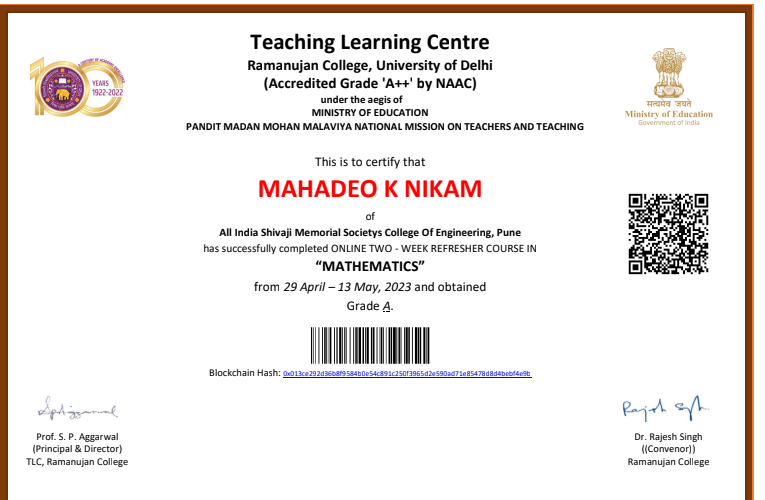 Teaching Learning Centre
Ramanujan College, University of Delhi
(Accredited Grade 'A++' by NAAC)
under the aegis of
MINISTRY OF EDUCATION
PANDIT MADAN MOHAN MALAVIYA NATIONAL MISSION ON TEACHERS AND TEACHING
YEARS
1922-2022
सत्यमेव जयते
Ministry of Education
Government of India
This is to certify that
MAHADEO K NIKAM
of
All India Shivaji Memorial Societys College Of Engineering, Pune
has successfully completed ONLINE TWO - WEEK REFRESHER COURSE IN
“MATHEMATICS”
from 29 April – 13 May, 2023 and obtained
Grade A.
Blockchain Hash: 0x013ce292d36b8f9584b0e54c891c250f3965d2e590ad71e85478d8d4bebf4e9b
Prof. S. P. Aggarwal
(Principal & Director)
TLC, Ramanujan College
Dr. Rajesh Singh
((Convenor))
Ramanujan College